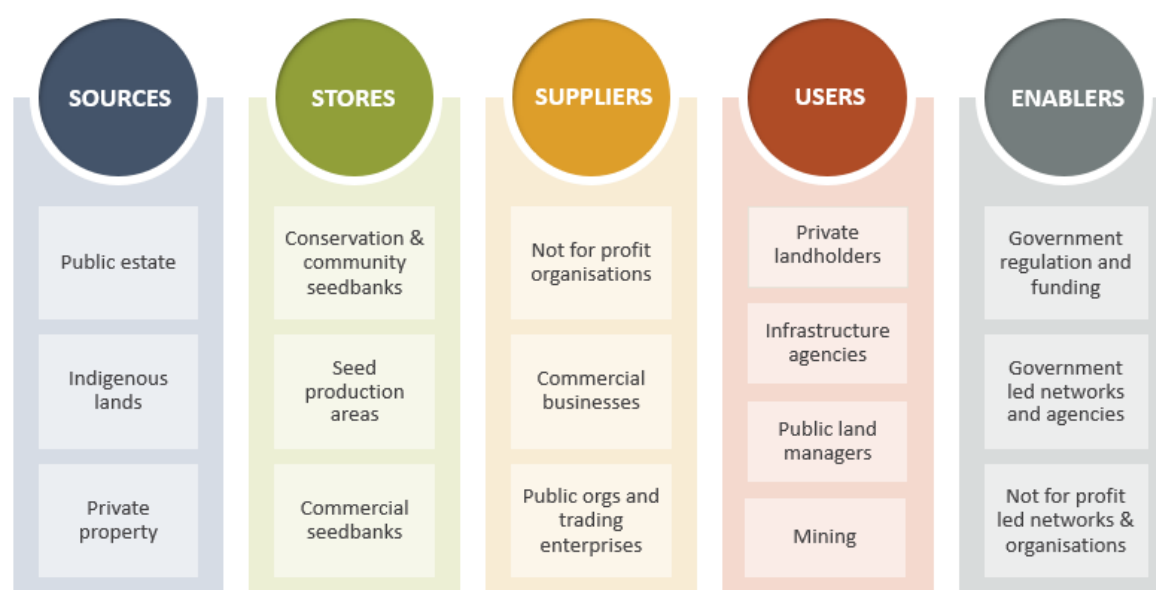 SOURCES
Public estate
Indigenous
lands
Private
property
STORES
Conservation &
community
seedbanks
Seed
production
areas
Commercial
seedbanks
SUPPLIERS
Not for profit
organisations
Commercial
businesses
Public orgs and
trading
enterprises
USERS
Private
landholders
Infrastructure
agencies
Public land
managers
Mining
ENABLERS
Government
regulation and
funding
Government
led networks
and agencies
Not for profit
led networks &
organisations